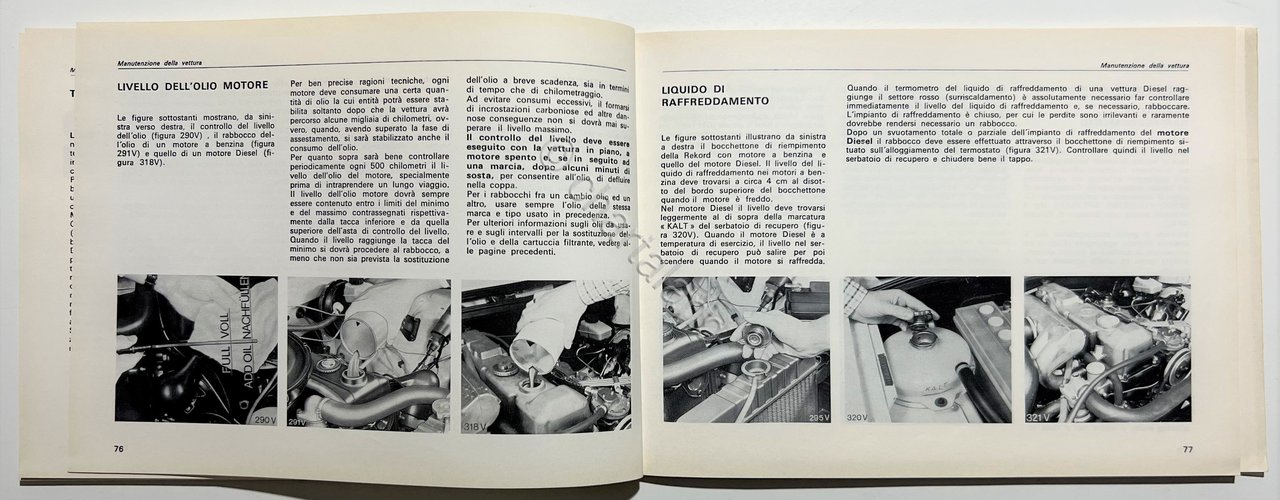 Manutenzione della vettura
LIVELLO DELL'OLIO MOTORE
Le figure sottostanti mostrano, da sini-
stra verso destra, il controllo del livello
dell'olio (figura 290V) , il rabbocco del-
l'olio di un motore a benzina (figura
291V) e quello di un motore Diesel (fi-
gura 318V).
Per ben precise ragioni tecniche, ogni
motore deve consumare una certa quan-
tità di olio la cui entità potrà essere sta-
bilita soltanto dopo che la vettura avrà
percorso alcune migliaia di chilometri, ov-
vero, quando, avendo superato la fase di
assestamento, si sarà stabilizzato anche il
consumo dell'olio.
Per quanto sopra sarà bene controllare
periodicamente ogni 500 chilometri il li-
vello dell'olio del motore, specialmente
prima di intraprendere un lungo viaggio.
Il livello dell'olio motore dovrà sempre
essere contenuto entro i limiti del minimo
e del massimo contrassegnati rispettiva-
mente dalla tacca inferiore e da quella
superiore dell'asta di controllo del livello.
Quando il livello raggiunge la tacca del
minimo si dovrà procedere al rabbocco, a
meno che non sia prevista la sostituzione
dell'olio a breve scadenza, sia in termini
di tempo che di chilometraggio.
Ad evitare consumi eccessivi, il formarsi
di incrostazioni carboniose ed altre dan-
nose conseguenze non si dovrà mai su-
perare il livello massimo.
Il controllo del livello deve essere
eseguito con la vettura in piano, a
motore spento e, se in seguito ad
una marcia, dopo alcuni minuti di
sosta, per consentire all'olio di defluire
nella coppa.
Per i rabbocchi fra un cambio olio ed un
altro, usare sempre l'olio della stessa
marca e tipo usato in precedenza.
Per ulteriori informazioni sugli olii da usa-
re e sugli intervalli per la sostituzione del-
l'olio e della cartuccia filtrante, vedere al-
le pagine precedenti.
FULL VOLL
ADD OIL NACHFÜLLEN
290 V
291V
318 V
76
Manutenzione della vettura
LIQUIDO DI
RAFFREDDAMENTO
Le figure sottostanti illustrano da sinistra
a destra il bocchettone di riempimento
della Rekord con motore a benzina e
quello del motore Diesel. Il livello del li-
quido di raffreddamento nei motori a ben-
zina deve trovarsi a circa 4 cm al disot-
to del bordo superiore del bocchettone
quando il motore è freddo.
Nel motore Diesel il livello deve trovarsi
leggermente al di sopra della marcatura
« KALT » del serbatoio di recupero (figu-
ra 320V). Quando il motore Diesel è a
temperatura di esercizio, il livello nel ser-
batoio di recupero può salire per poi
scendere quando il motore si raffredda.
Quando il termometro del liquido di raffreddamento di una vettura Diesel rag-
giunge il settore rosso (surriscaldamento) è assolutamente necessario far controllare
immediatamente il livello del liquido di raffreddamento e, se necessario, rabboccare.
L'impianto di raffreddamento è chiuso, per cui le perdite sono irrilevanti e raramente
dovrebbe rendersi necessario un rabbocco.
Dopo un svuotamento totale o parziale dell'impianto di raffreddamento del motore
Diesel il rabbocco deve essere effettuato attraverso il bocchettone di riempimento si-
tuato sull'alloggiamento del termostato (figura 321V). Controllare quindi il livello nel
serbatoio di recupero e chiudere bene il tappo.
295 V
KALT
320 V
321 V
77